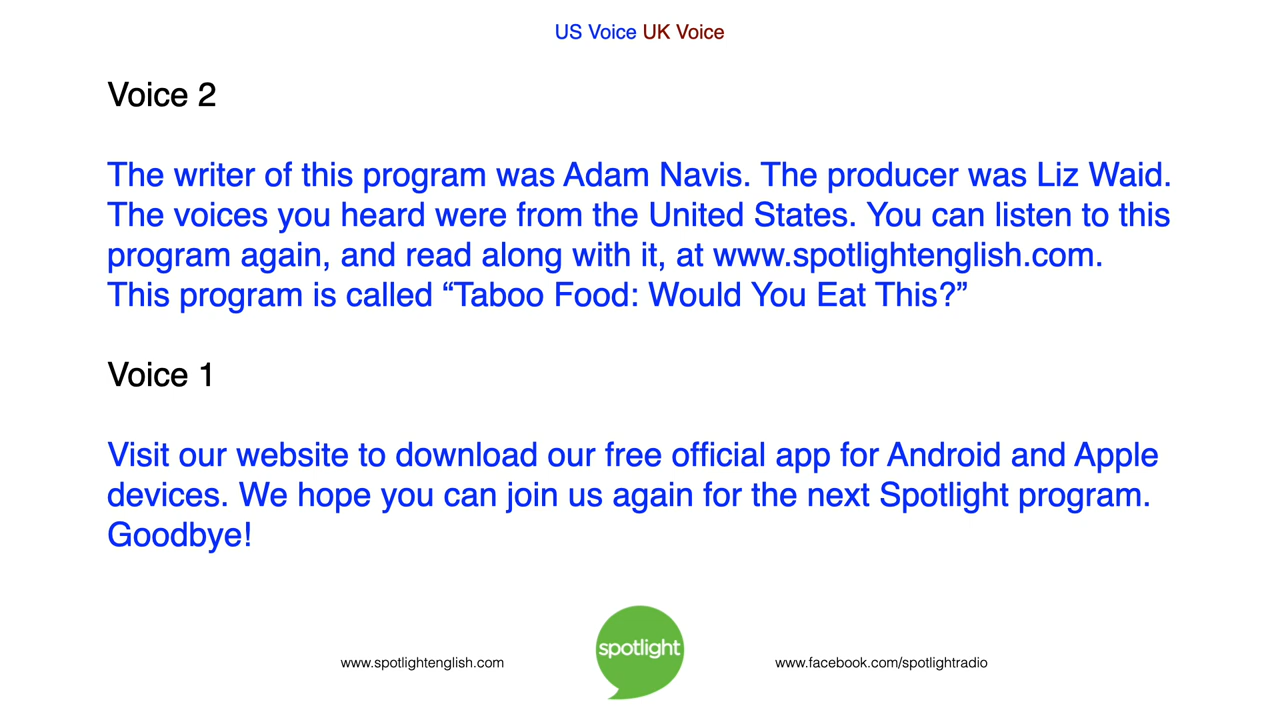 US Voice UK Voice
Voice 2
The writer of this program was Adam Navis. The producer was Liz Waid.
The voices you heard were from the United States. You can listen to this
program again, and read along with it, at www.spotlightenglish.com.
This program is called “Taboo Food: Would You Eat This?”
Voice 1
Visit our website to download our free official app for Android and Apple
devices. We hope you can join us again for the next Spotlight program.
Goodbye!
www.spotlightenglish.com
spotlight
www.facebook.com/spotlightradio